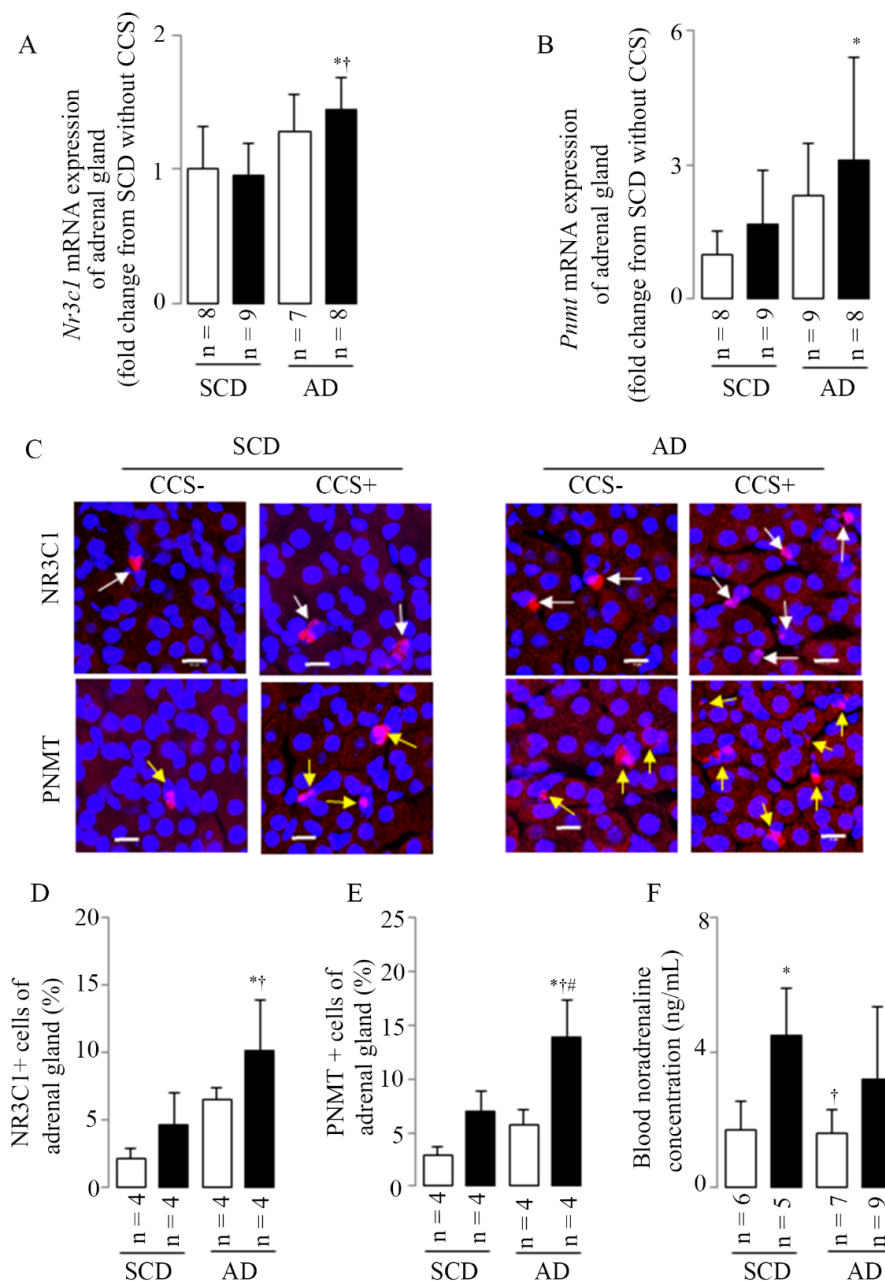 A
Nr3c1 mRNA expression
of adrenal gland
(fold change from SCD without CCS)
2
1
0
*†
n = 8
n = 9
n = 7
n = 8
SCD
AD
B
Pnmt mRNA expression
of adrenal gland
(fold change from SCD without CCS)
6
3
0
*
n = 8
n = 9
n = 9
n = 8
SCD
AD
C
SCD
AD
CCS-
CCS+
CCS-
CCS+
NR3C1
PNMT
D
NR3C1+ cells of
adrenal gland (%)
20
15
10
5
0
*†
n = 4
n = 4
n = 4
n = 4
SCD
AD
E
PNMT + cells of
adrenal gland (%)
25
20
15
10
5
0
*†#
n = 4
n = 4
n = 4
n = 4
SCD
AD
F
Blood noradrenaline
concentration (ng/mL)
8
4
0
*
†
n = 6
n = 5
n = 7
n = 9
SCD
AD